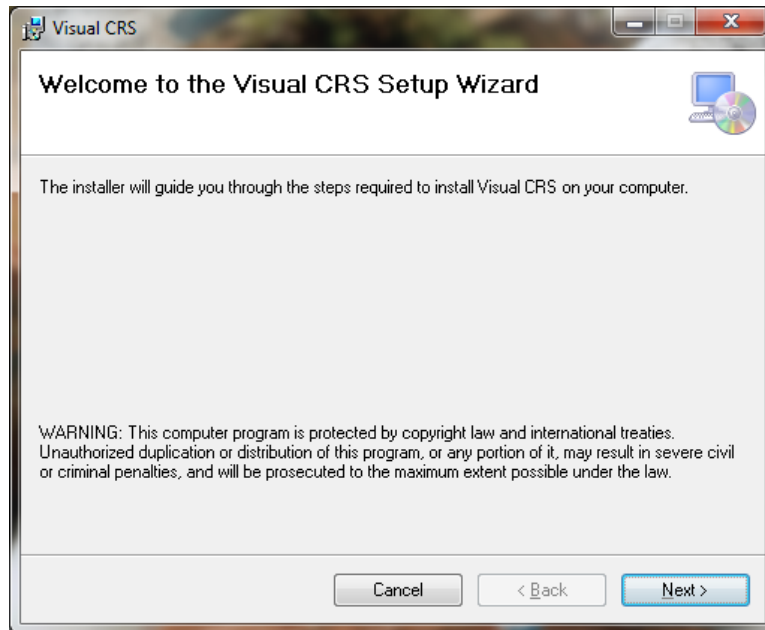 Visual CRS
Welcome to the Visual CRS Setup Wizard
The installer will guide you through the steps required to install Visual CRS on your computer.
WARNING: This computer program is protected by copyright law and international treaties.
Unauthorized duplication or distribution of this program, or any portion of it, may result in severe civil
or criminal penalties, and will be prosecuted to the maximum extent possible under the law.
Cancel
< Back
Next >